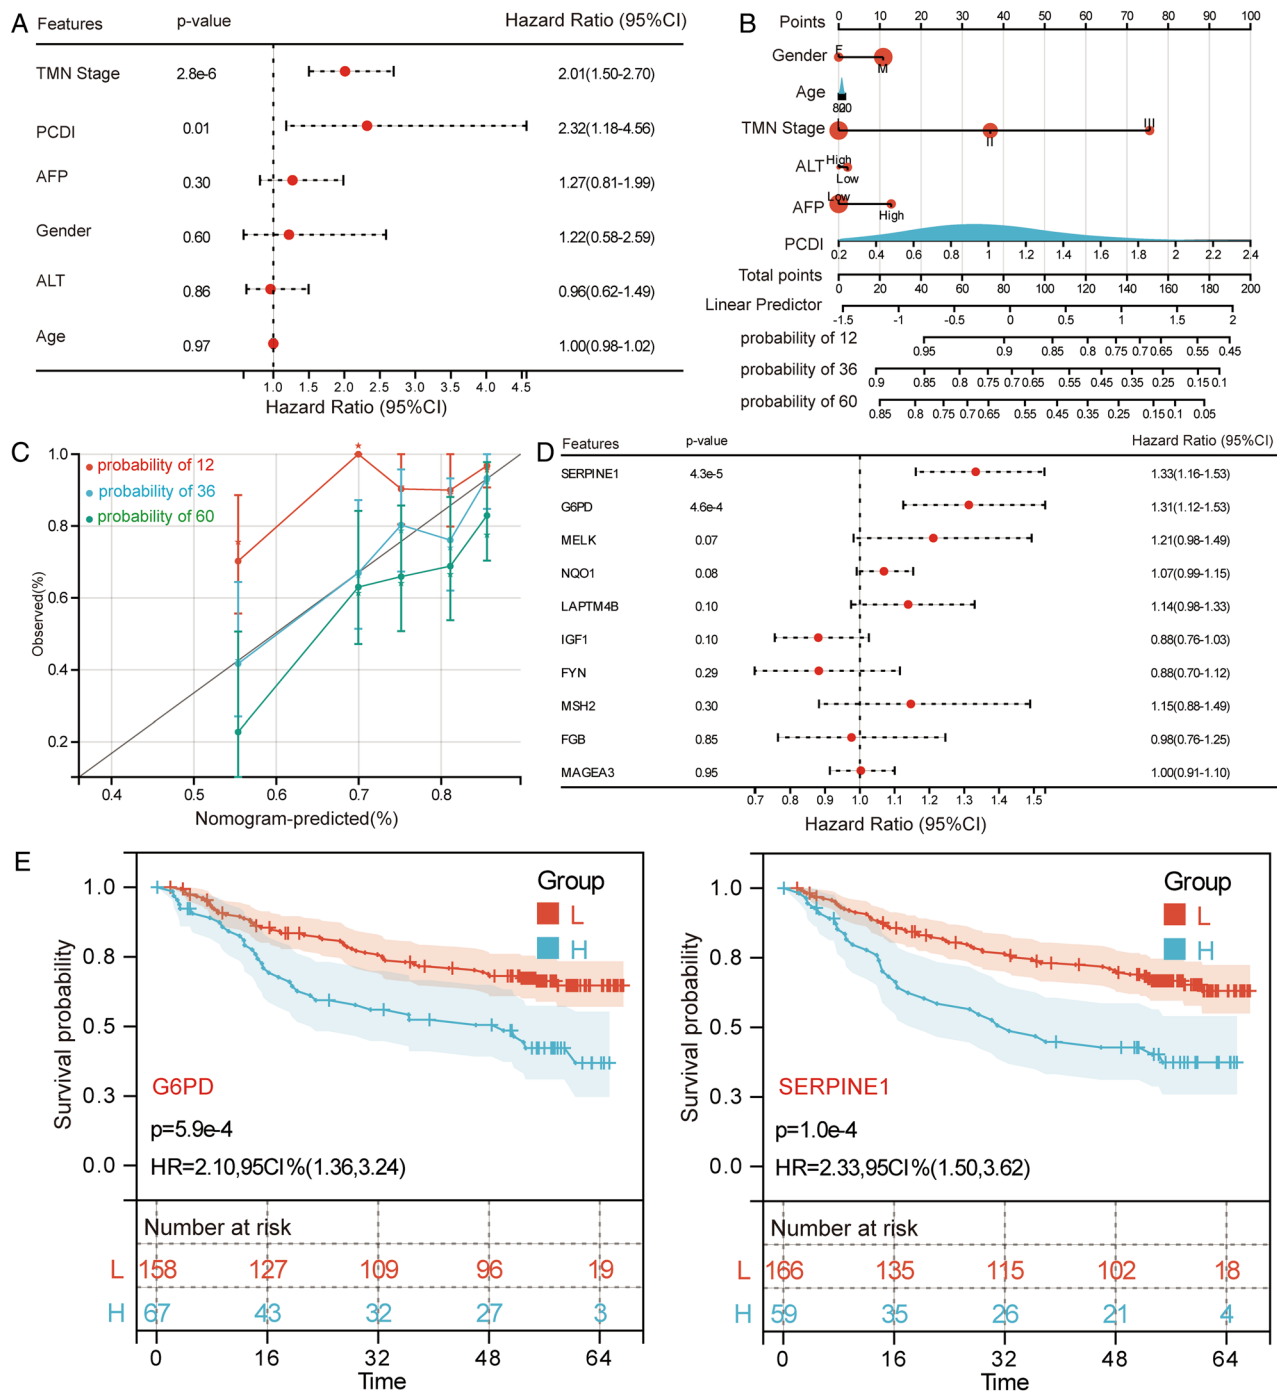 A
Features p-value Hazard Ratio (95%CI)
TMN Stage 2.8e-6 2.01(1.50-2.70)
PCDI 0.01 2.32(1.18-4.56)
AFP 0.30 1.27(0.81-1.99)
Gender 0.60 1.22(0.58-2.59)
ALT 0.86 0.96(0.62-1.49)
Age 0.97 1.00(0.98-1.02)
1.0 1.5 2.0 2.5 3.0 3.5 4.0 4.5
Hazard Ratio (95%CI)
B
Points 0 10 20 30 40 50 60 70 80 90 100
Gender F M
Age
TMN Stage I II III
ALT High Low
AFP Low High
PCDI 0.2 0.4 0.6 0.8 1 1.2 1.4 1.6 1.8 2 2.2 2.4
Total points 0 20 40 60 80 100 120 140 160 180 200
Linear Predictor -1.5 -1 -0.5 0 0.5 1 1.5 2
probability of 12 0.95 0.9 0.85 0.8 0.75 0.7 0.65 0.55 0.45
probability of 36 0.9 0.85 0.8 0.75 0.7 0.65 0.55 0.45 0.35 0.25 0.15 0.1
probability of 60 0.85 0.8 0.75 0.7 0.65 0.55 0.45 0.35 0.25 0.15 0.1 0.05
C
probability of 12
probability of 36
probability of 60
1.0
0.8
0.6
0.4
0.2
Observed(%)
0.4 0.5 0.6 0.7 0.8
Nomogram-predicted(%)
D
Features p-value Hazard Ratio (95%CI)
SERPINE1 4.3e-5 1.33(1.16-1.53)
G6PD 4.6e-4 1.31(1.12-1.53)
MELK 0.07 1.21(0.98-1.49)
NQO1 0.08 1.07(0.99-1.15)
LAPTM4B 0.10 1.14(0.98-1.33)
IGF1 0.10 0.88(0.76-1.03)
FYN 0.29 0.88(0.70-1.12)
MSH2 0.30 1.15(0.88-1.49)
FGB 0.85 0.98(0.76-1.25)
MAGEA3 0.95 1.00(0.91-1.10)
0.7 0.8 0.9 1.0 1.1 1.2 1.3 1.4 1.5
Hazard Ratio (95%CI)
E
Group
L
H
1.0
0.8
0.5
0.3
0.0
Survival probability
G6PD
p=5.9e-4
HR=2.10,95CI%(1.36,3.24)
Number at risk
L 158 127 109 96 19
H 67 43 32 27 3
0 16 32 48 64
Time
Group
L
H
1.0
0.8
0.5
0.3
0.0
Survival probability
SERPINE1
p=1.0e-4
HR=2.33,95CI%(1.50,3.62)
Number at risk
L 166 135 115 102 18
H 59 35 26 21 4
0 16 32 48 64
Time